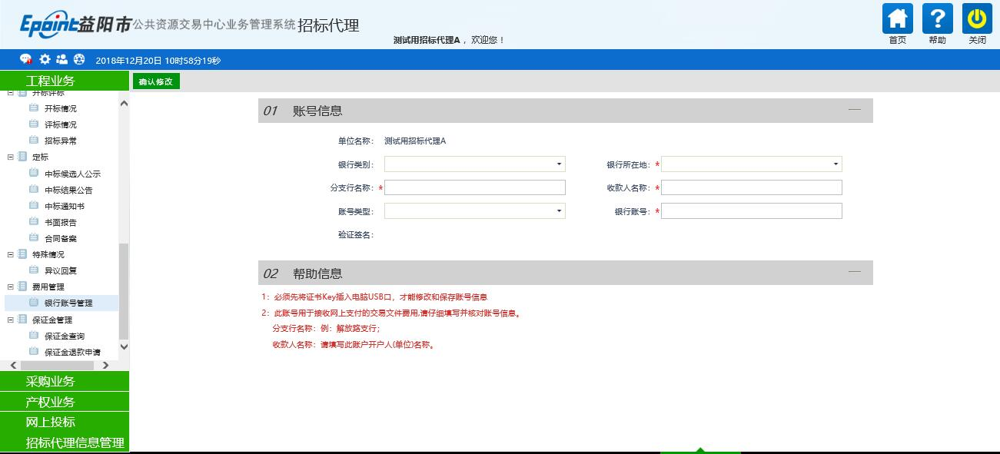 Epoint益阳市公共资源交易中心业务管理系统 招标代理
测试用招标代理A ，欢迎您！
首页
帮助
关闭
2018年12月20日 10时58分19秒
工程业务
开标评标
开标情况
评标情况
招标异常
定标
中标候选人公示
中标结果公告
中标通知书
书面报告
合同备案
特殊情况
异议回复
费用管理
银行账号管理
保证金管理
保证金查询
保证金退款申请
采购业务
产权业务
网上投标
招标代理信息管理
确认修改
01 账号信息
单位名称： 测试用招标代理A
银行类别： 银行所在地：*
分支行名称：* 收款人名称：*
账号类型： 银行账号：*
验证签名：
02 帮助信息
1：必须先将证书Key插入电脑USB口，才能修改和保存账号信息
2：此账号用于接收网上支付的交易文件费用,请仔细填写并核对账号信息。
分支行名称：例：解放路支行;
收款人名称：请填写此账户开户人(单位)名称。